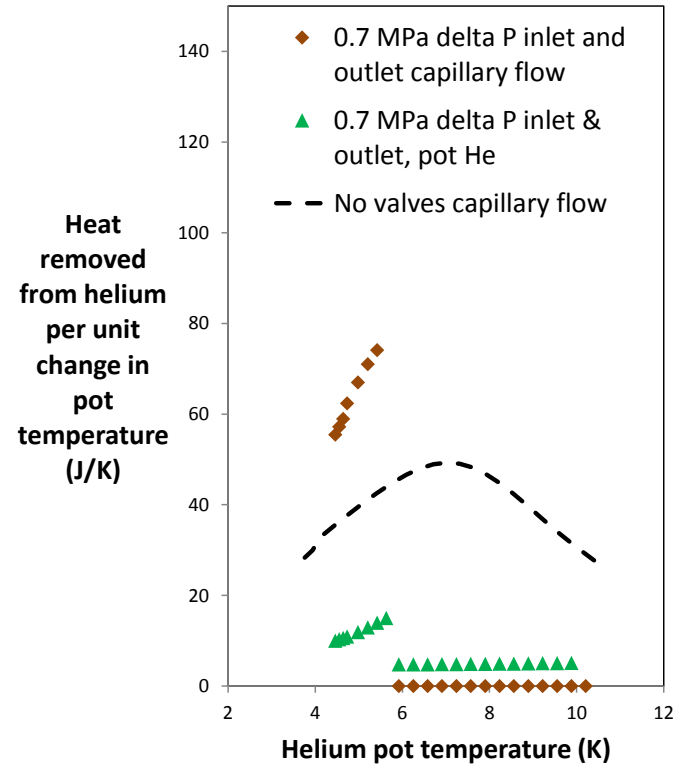 0.7 MPa delta P inlet and
outlet capillary flow
0.7 MPa delta P inlet &
outlet, pot He
No valves capillary flow
Heat
removed
from helium
per unit
change in
pot
temperature
(J/K)
140
120
100
80
60
40
20
0
2 4 6 8 10 12
Helium pot temperature (K)